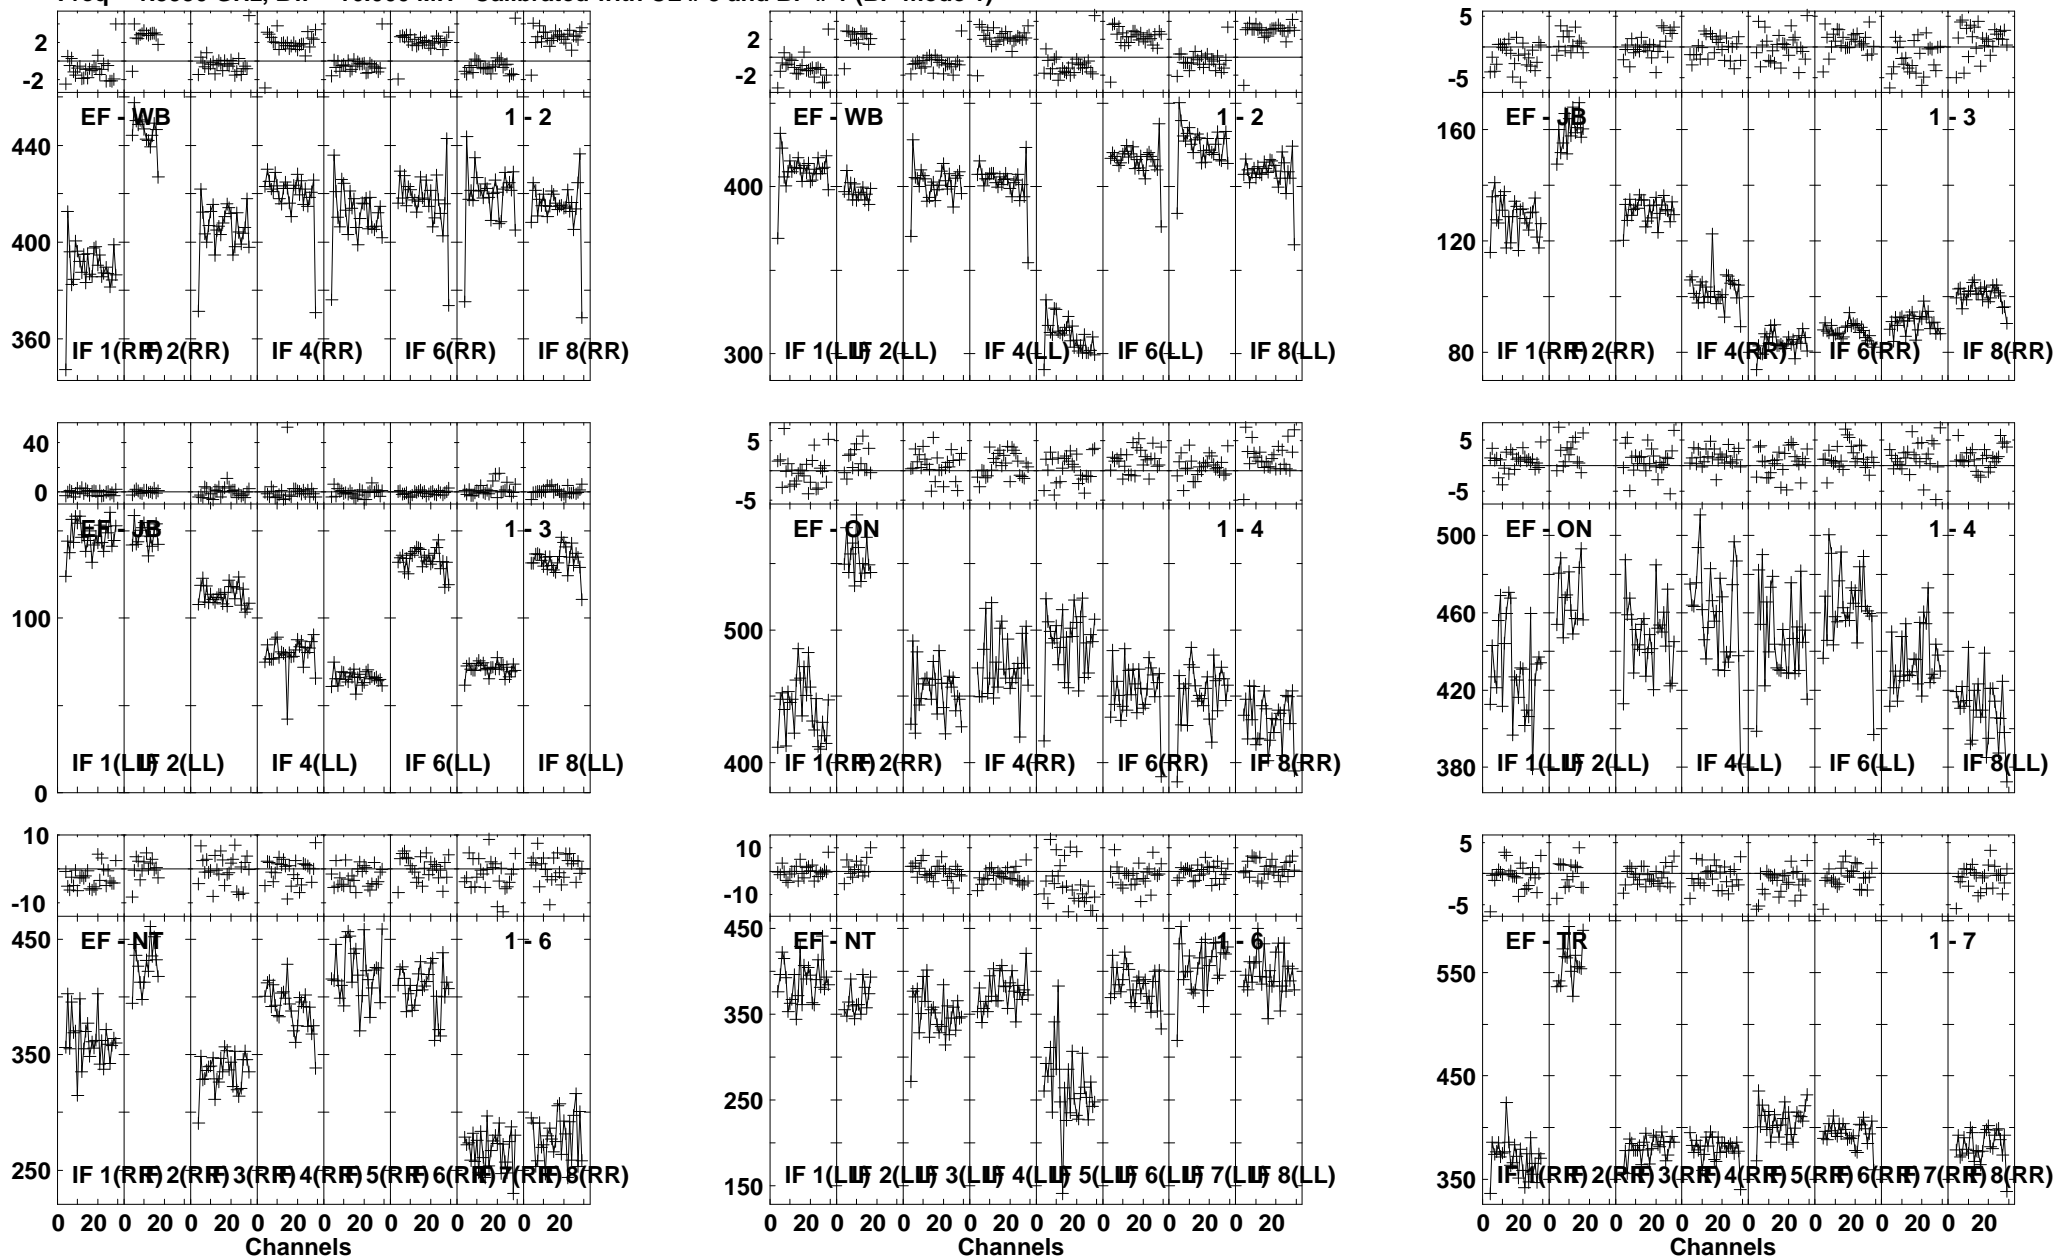 2
-2
EF - WB
1 - 2
440
400
360
IF 1(RR)
IF 2(RR)
IF 4(RR)
IF 6(RR)
IF 8(RR)
2
-2
EF - WB
1 - 2
400
300
IF 1(LL)
IF 2(LL)
IF 4(LL)
IF 6(LL)
IF 8(LL)
5
-5
EF - JB
1 - 3
160
120
80
IF 1(RR)
IF 2(RR)
IF 4(RR)
IF 6(RR)
IF 8(RR)
40
0
EF - JB
1 - 3
100
0
IF 1(LL)
IF 2(LL)
IF 4(LL)
IF 6(LL)
IF 8(LL)
5
-5
EF - ON
1 - 4
500
400
IF 1(RR)
IF 2(RR)
IF 4(RR)
IF 6(RR)
IF 8(RR)
5
-5
EF - ON
1 - 4
500
460
420
380
IF 1(LL)
IF 2(LL)
IF 4(LL)
IF 6(LL)
IF 8(LL)
10
-10
EF - NT
1 - 6
450
350
250
IF 1(RR)
IF 2(RR)
IF 3(RR)
IF 4(RR)
IF 5(RR)
IF 6(RR)
IF 7(RR)
IF 8(RR)
0 20 0 20 0 20 0 20 0 20 0 20 0 20 0 20
Channels
10
-10
EF - NT
1 - 6
450
350
250
150
IF 1(LL)
IF 2(LL)
IF 3(LL)
IF 4(LL)
IF 5(LL)
IF 6(LL)
IF 7(LL)
IF 8(LL)
0 20 0 20 0 20 0 20 0 20 0 20 0 20 0 20
Channels
5
-5
EF - TR
1 - 7
550
450
350
IF 1(RR)
IF 2(RR)
IF 3(RR)
IF 4(RR)
IF 5(RR)
IF 6(RR)
IF 7(RR)
IF 8(RR)
0 20 0 20 0 20 0 20 0 20 0 20 0 20 0 20
Channels